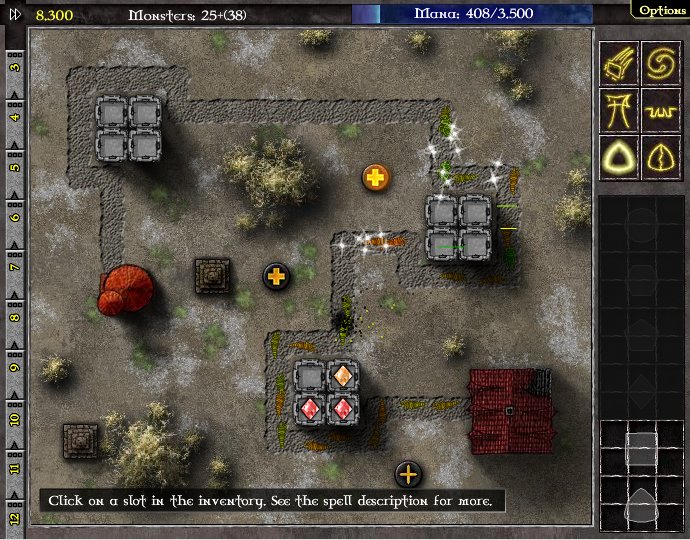 8.300
Monsters: 25+(38)
Mana: 408/3.500
Options
3
4
5
6
7
8
9
10
11
12
Click on a slot in the inventory. See the spell description for more.